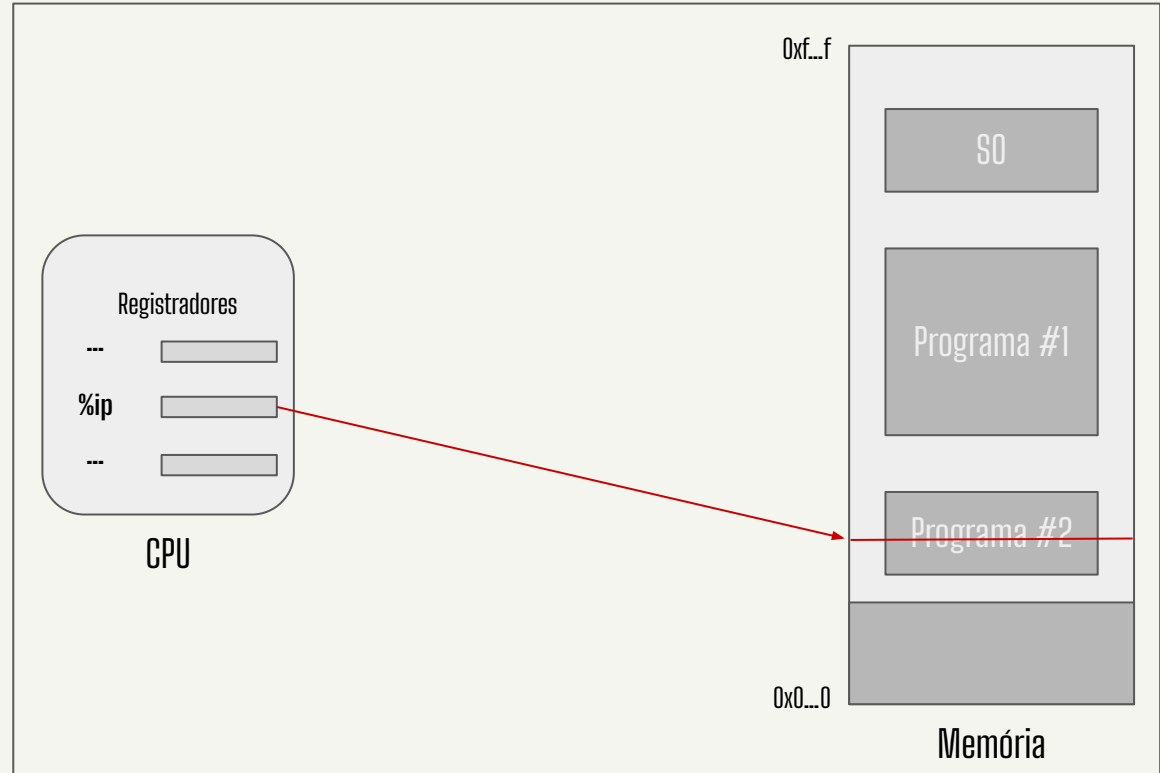 0xf...f
SO
Registradores
---
%ip
---
CPU
Programa #1
Programa #2
0x0...0
Memória